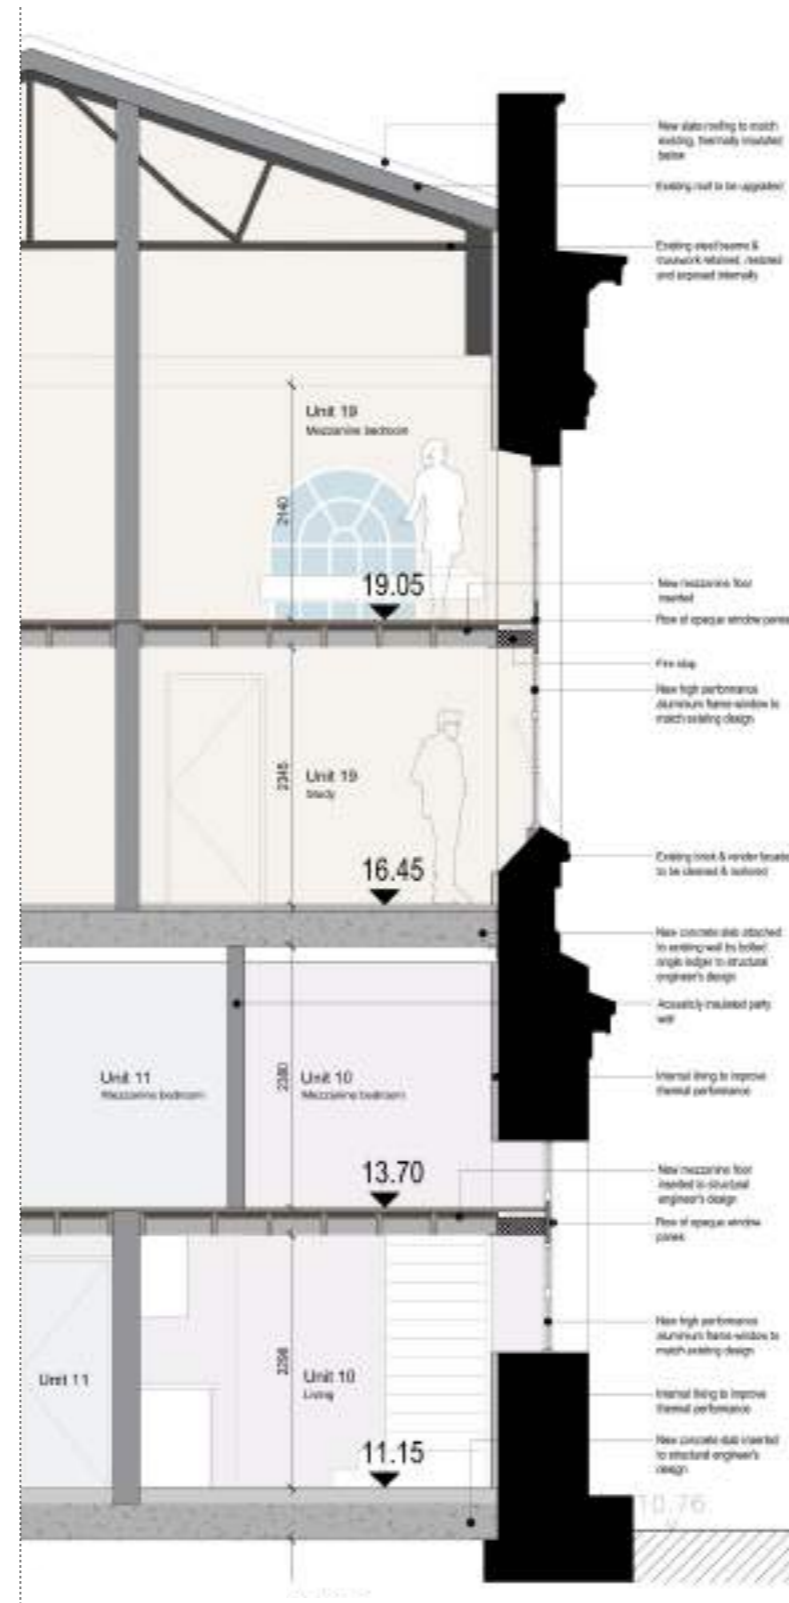 New slate roofing to match
existing, thermally insulated
below
Existing roof to be upgraded
Existing steel beams &
trusswork retained, restored
and exposed internally
Unit 19
Mezzanine bedroom
2140
19.05
New mezzanine floor
inserted
Row of opaque window panes
Fire stop
New high performance
aluminium frame window to
match existing design
2345
Unit 19
Study
16.45
Existing brick & render facade
to be cleaned & restored
New concrete slab attached
to existing wall by bolted
angle ledger to structural
engineer's design
Acoustically insulated party
wall
Unit 11
Mezzanine bedroom
2380
Unit 10
Mezzanine bedroom
Internal lining to improve
thermal performance
13.70
New mezzanine floor
inserted to structural
engineer's design
Row of opaque window
panes
New high performance
aluminium frame window to
match existing design
Unit 11
2298
Unit 10
Living
Internal lining to improve
thermal performance
11.15
New concrete slab inserted
to structural engineer's
design
10.76